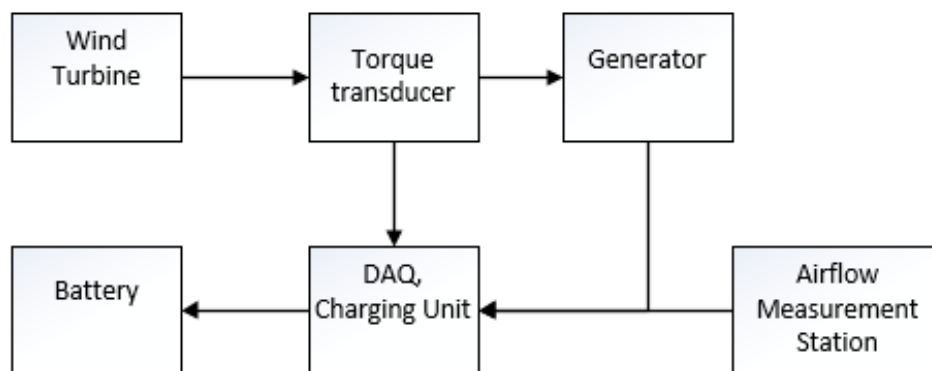 Wind
Turbine
Torque
transducer
Generator
Battery
DAQ,
Charging Unit
Airflow
Measurement
Station